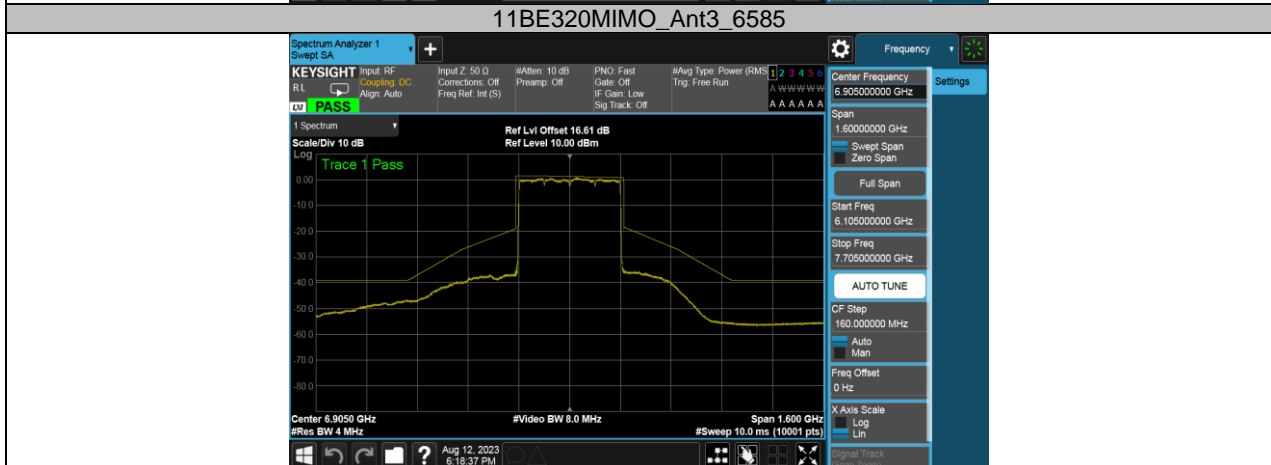 11BE320MIMO_Ant3_6585
Spectrum Analyzer 1
Swept SA
Frequency
KEYSIGHT
RL
LXI
PASS
Input: RF
Coupling: DC
Align: Auto
Input Z: 50 Ω
Corrections: Off
Freq Ref: Int (S)
#Atten: 10 dB
Preamp: Off
PNO: Fast
Gate: Off
IF Gain: Low
Sig Track: Off
#Avg Type: Power (RMS
Trig: Free Run
1 2 3 4 5 6
A W W W W W
A A A A A A
Center Frequency
6.905000000 GHz
Settings
Span
1.60000000 GHz
Swept Span
Zero Span
Full Span
Start Freq
6.105000000 GHz
Stop Freq
7.705000000 GHz
AUTO TUNE
CF Step
160.000000 MHz
Auto
Man
Freq Offset
0 Hz
X Axis Scale
Log
Lin
Signal Track
1 Spectrum
Scale/Div 10 dB
Ref Lvl Offset 16.61 dB
Ref Level 10.00 dBm
Log
Trace 1 Pass
0.00
-10.0
-20.0
-30.0
-40.0
-50.0
-60.0
-70.0
-80.0
Center 6.9050 GHz
#Video BW 8.0 MHz
Span 1.600 GHz
#Res BW 4 MHz
#Sweep 10.0 ms (10001 pts)
?
Aug 12, 2023
6:18:37 PM